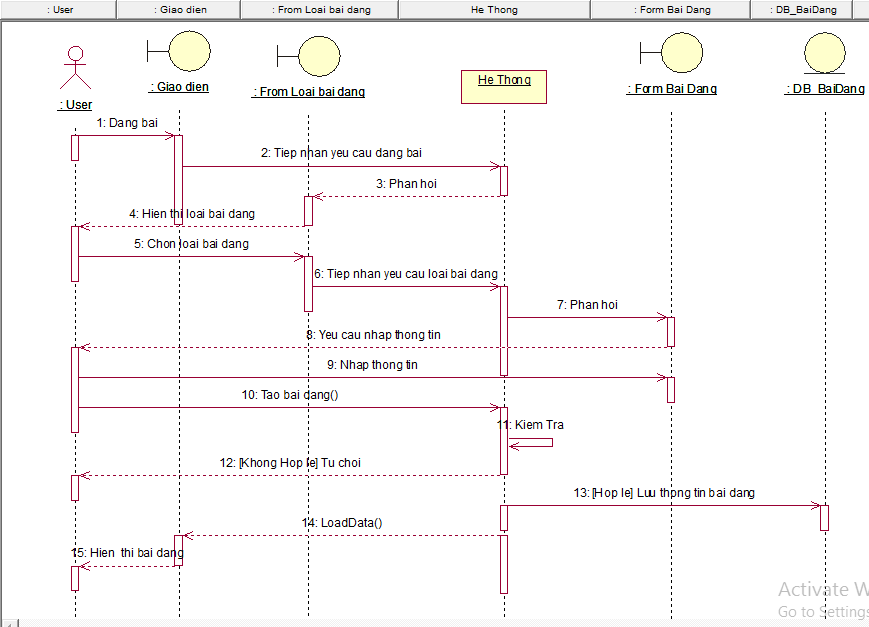 : User
: Giao dien
: From Loai bai dang
He Thong
: Form Bai Dang
: DB_BaiDang
: User
: Giao dien
: From Loai bai dang
He Thong
: Form Bai Dang
: DB_BaiDang
1: Dang bai
2: Tiep nhan yeu cau dang bai
3: Phan hoi
4: Hien thi loai bai dang
5: Chon loai bai dang
6: Tiep nhan yeu cau loai bai dang
7: Phan hoi
8: Yeu cau nhap thong tin
9: Nhap thong tin
10: Tao bai dang()
11: Kiem Tra
12: [Khong Hop le] Tu choi
13: [Hop le] Luu thong tin bai dang
14: LoadData()
15: Hien thi bai dang
Activate W
Go to Settings